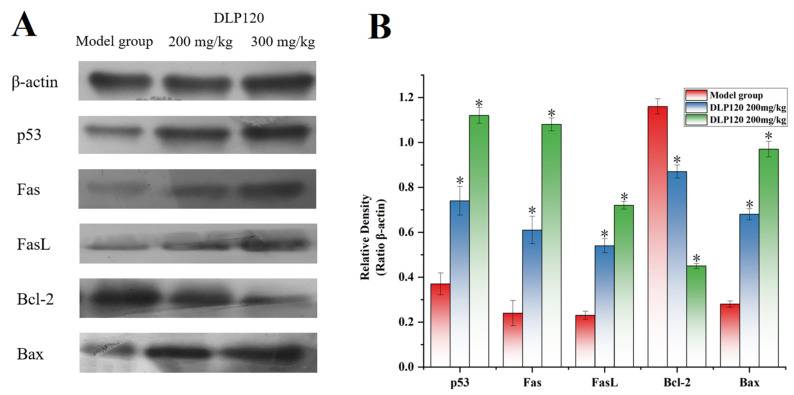 A
DLP120
Model group 200 mg/kg 300 mg/kg
β-actin
p53
Fas
FasL
Bcl-2
Bax
B
Model group
DLP120 200mg/kg
DLP120 200mg/kg
1.2
1.0
0.8
0.6
0.4
0.2
0.0
Relative Density
(Ratio β-actin)
* * * * * * * * * *
p53 Fas FasL Bcl-2 Bax